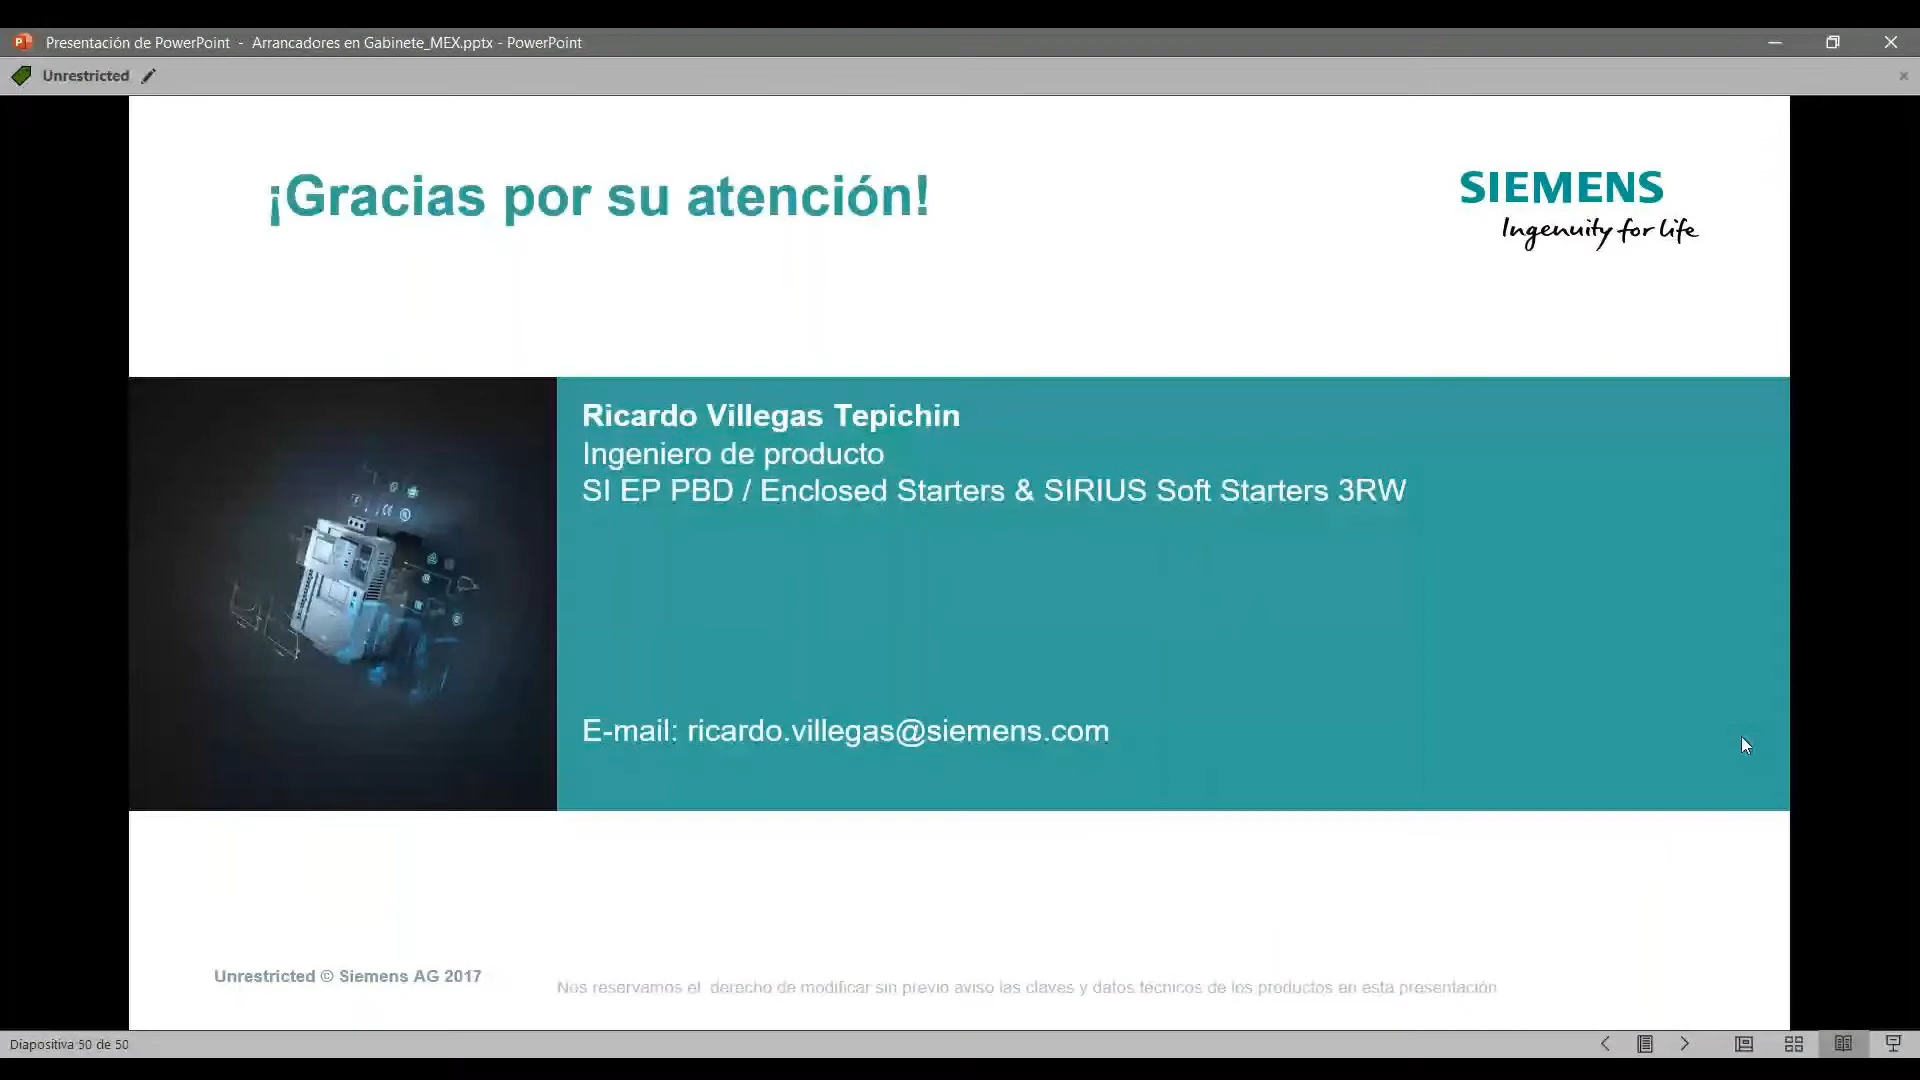 Presentación de PowerPoint - Arrancadores en Gabinete_MEX.pptx - PowerPoint
Unrestricted
¡Gracias por su atención!
SIEMENS
Ingenuity for life
Ricardo Villegas Tepichin
Ingeniero de producto
SI EP PBD / Enclosed Starters & SIRIUS Soft Starters 3RW
E-mail: ricardo.villegas@siemens.com
Unrestricted © Siemens AG 2017
Nos reservamos el derecho de modificar sin previo aviso las claves y datos técnicos de los productos en esta presentación
Diapositiva 50 de 50